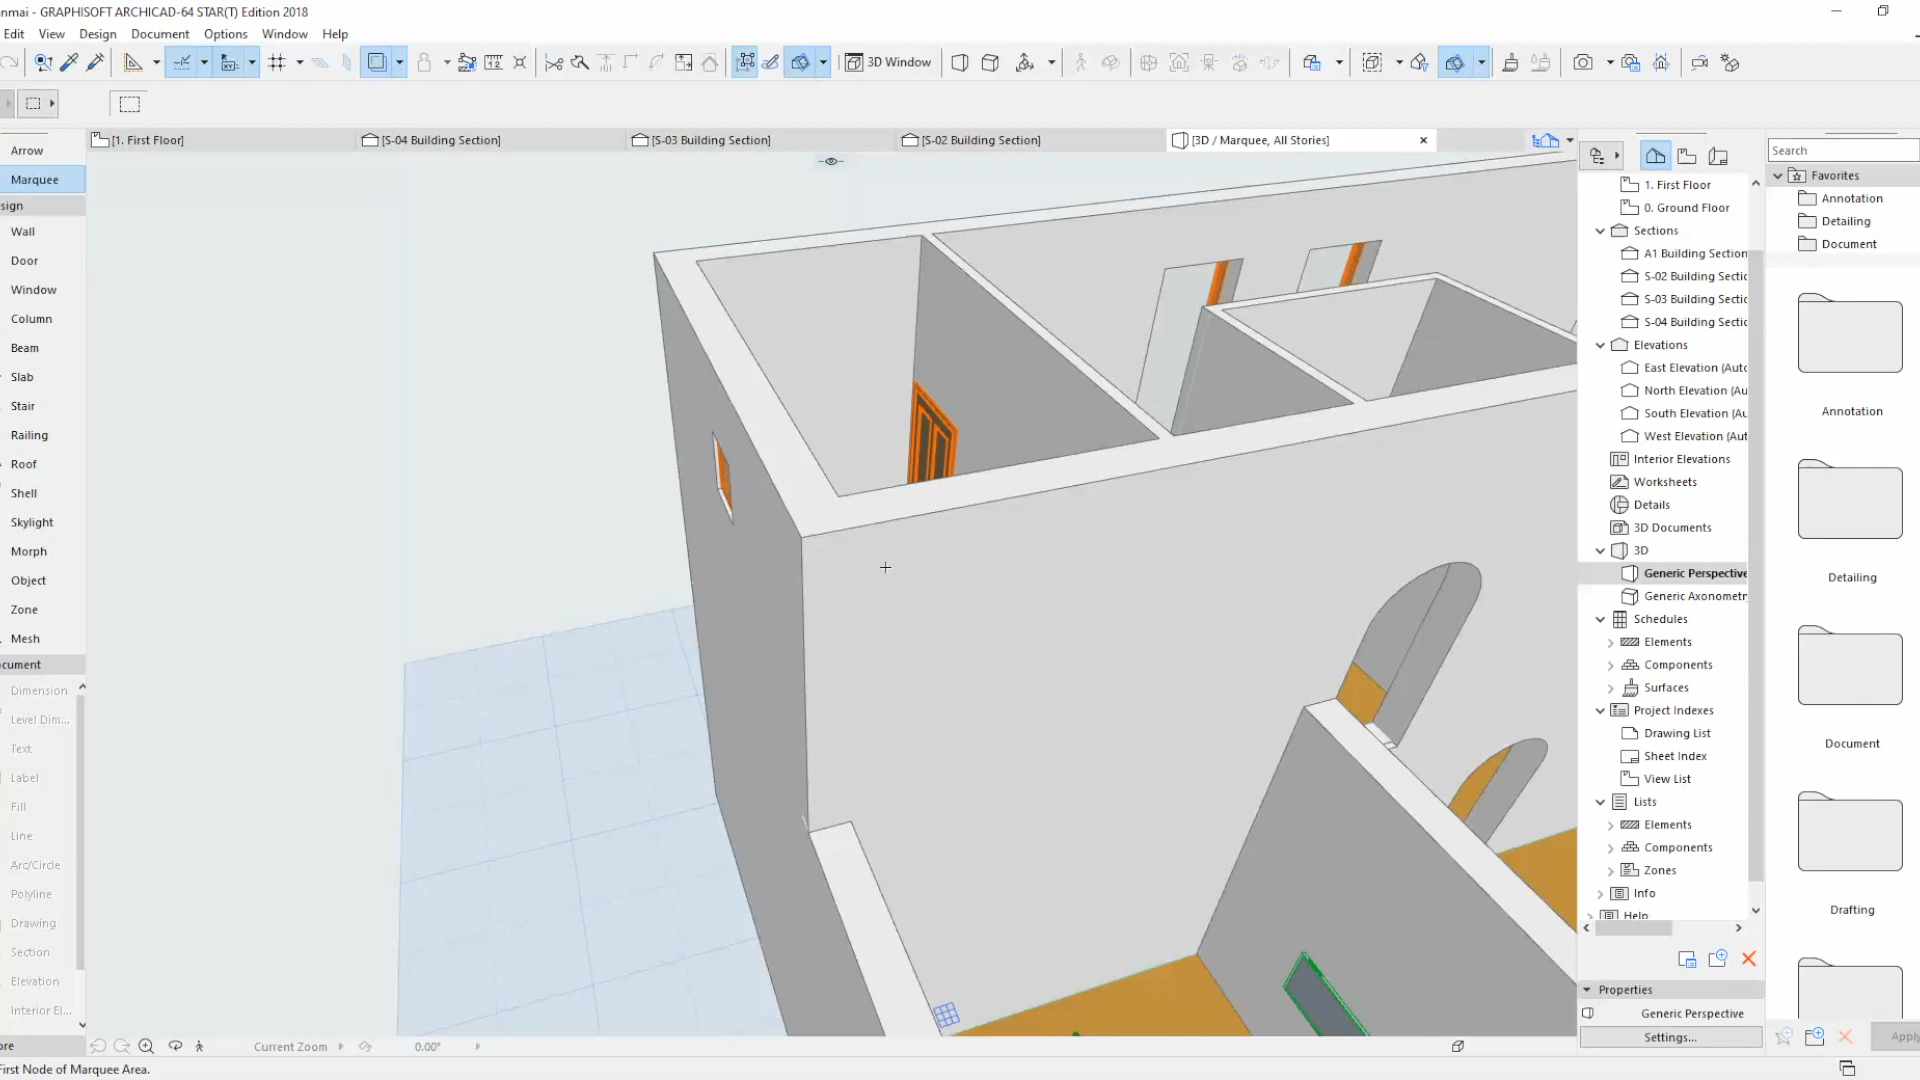 nmai - GRAPHISOFT ARCHICAD-64 STAR(T) Edition 2018
Edit View Design Document Options Window Help
3D Window
[1. First Floor] [S-04 Building Section] [S-03 Building Section] [S-02 Building Section] [3D / Marquee, All Stories]
Arrow
Marquee
sign
Wall
Door
Window
Column
Beam
Slab
Stair
Railing
Roof
Shell
Skylight
Morph
Object
Zone
Mesh
cument
Dimension
Level Dim...
Text
Label
Fill
Line
Arc/Circle
Polyline
Drawing
Section
Elevation
Interior El...
ore
Current Zoom
0.00°
First Node of Marquee Area.
1. First Floor
0. Ground Floor
Sections
A1 Building Section
S-02 Building Sectic
S-03 Building Sectic
S-04 Building Sectic
Elevations
East Elevation (Auto
North Elevation (Au
South Elevation (Au
West Elevation (Aut
Interior Elevations
Worksheets
Details
3D Documents
3D
Generic Perspective
Generic Axonometr
Schedules
Elements
Components
Surfaces
Project Indexes
Drawing List
Sheet Index
View List
Lists
Elements
Components
Zones
Info
Help
Properties
Generic Perspective
Settings...
Search
Favorites
Annotation
Detailing
Document
Annotation
Detailing
Document
Drafting
Apply